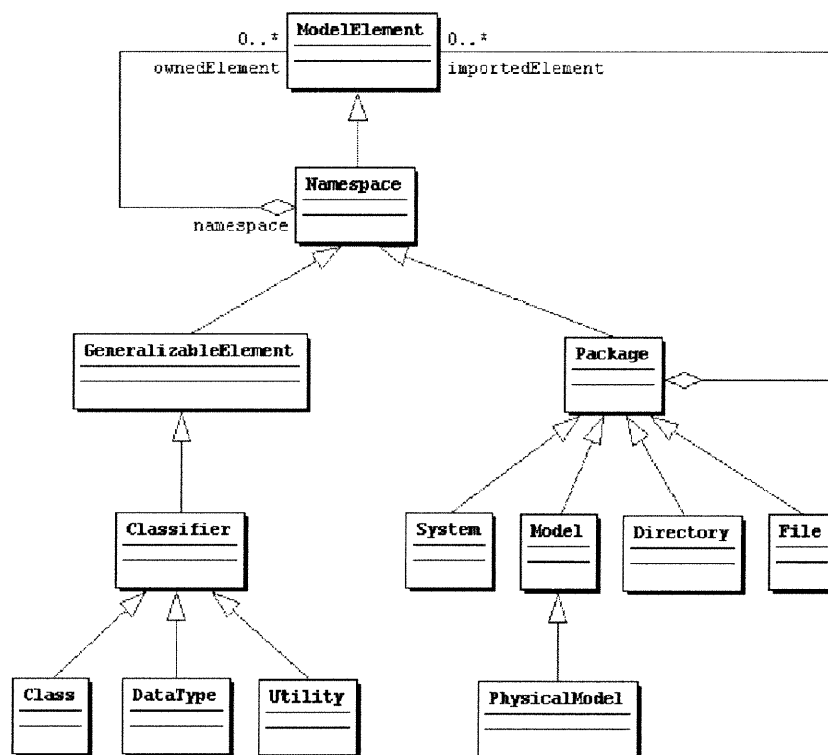 ModelElement
0..*
0..*
ownedElement
importedElement
Namespace
namespace
GeneralizableElement
Package
Classifier
System
Model
Directory
File
Class
DataType
Utility
PhysicalModel